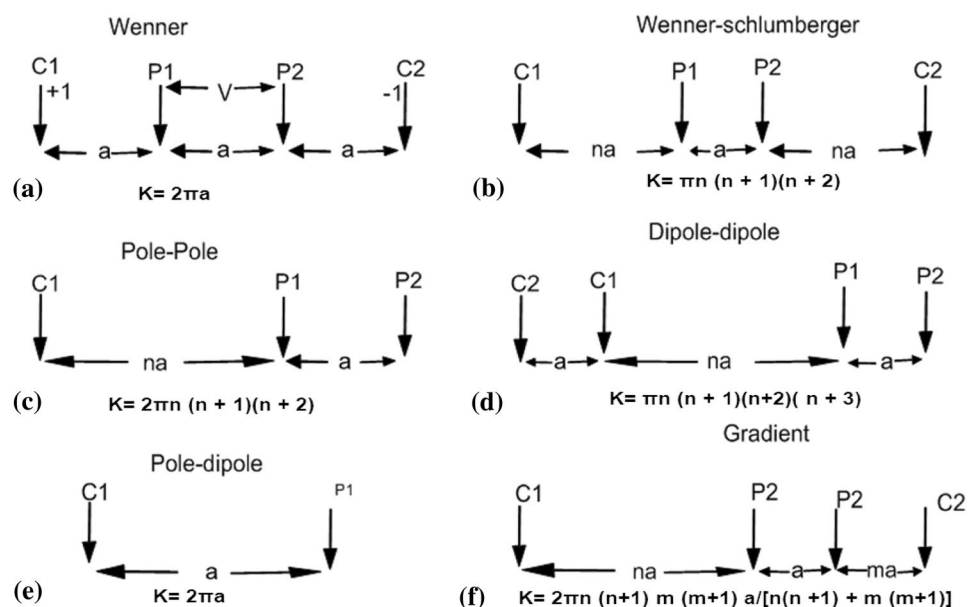 Wenner
C1 P1 P2 C2
+1 V -1
a a a
(a)
K= 2πa
Wenner-schlumberger
C1 P1 P2 C2
na a na
(b)
K= πn (n + 1)(n + 2)
Pole-Pole
C1 P1 P2
na a
(c)
K= 2πn (n + 1)(n + 2)
Dipole-dipole
C2 C1 P1 P2
a na a
(d)
K= πn (n + 1)(n+2)( n + 3)
Pole-dipole
C1 P1
a
(e)
K= 2πa
Gradient
C1 P2 P2 C2
na a ma
(f)
K= 2πn (n+1) m (m+1) a/[n(n +1) + m (m+1)]